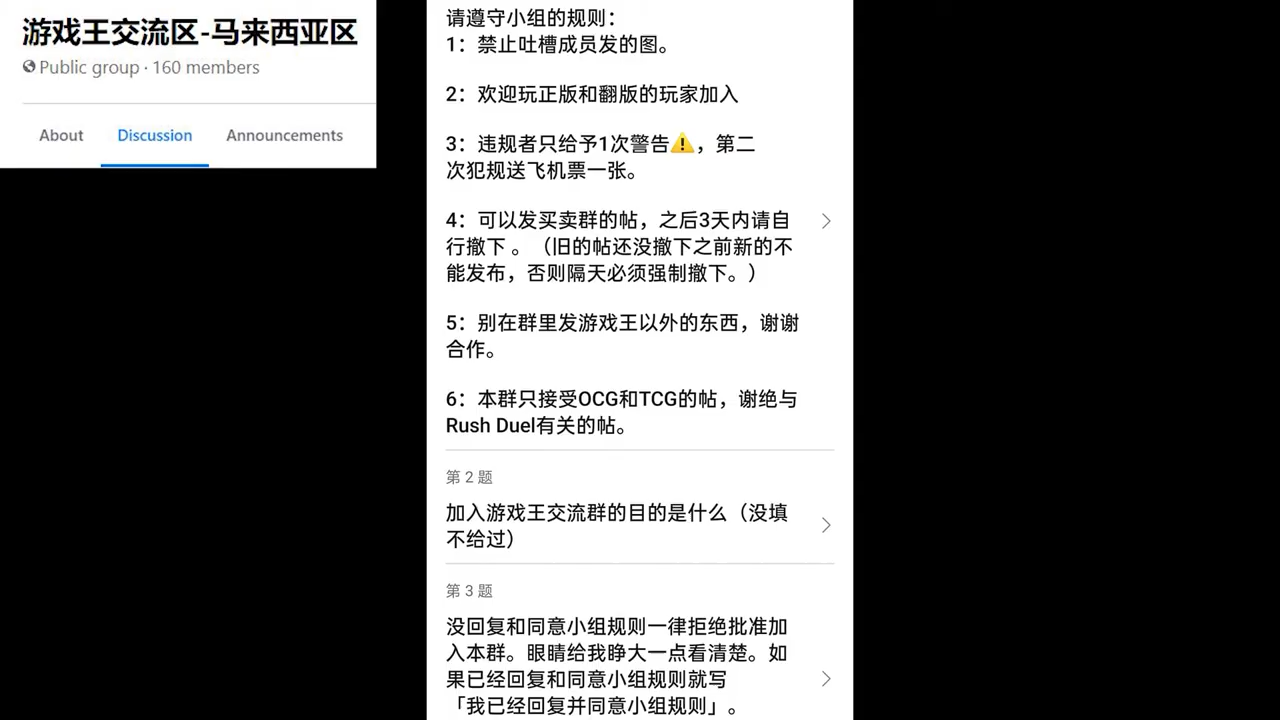 游戏王交流区-马来西亚区
Public group · 160 members
About
Discussion
Announcements
请遵守小组的规则：
1：禁止吐槽成员发的图。
2：欢迎玩正版和翻版的玩家加入
3：违规者只给予1次警告⚠️，第二
次犯规送飞机票一张。
4：可以发买卖群的帖，之后3天内请自
行撤下 。（旧的帖还没撤下之前新的不
能发布，否则隔天必须强制撤下。）
5：别在群里发游戏王以外的东西，谢谢
合作。
6：本群只接受OCG和TCG的帖，谢绝与
Rush Duel有关的帖。
第 2 题
加入游戏王交流群的目的是什么（没填
不给过）
第 3 题
没回复和同意小组规则一律拒绝批准加
入本群。眼睛给我睁大一点看清楚。如
果已经回复和同意小组规则就写
「我已经回复并同意小组规则」。